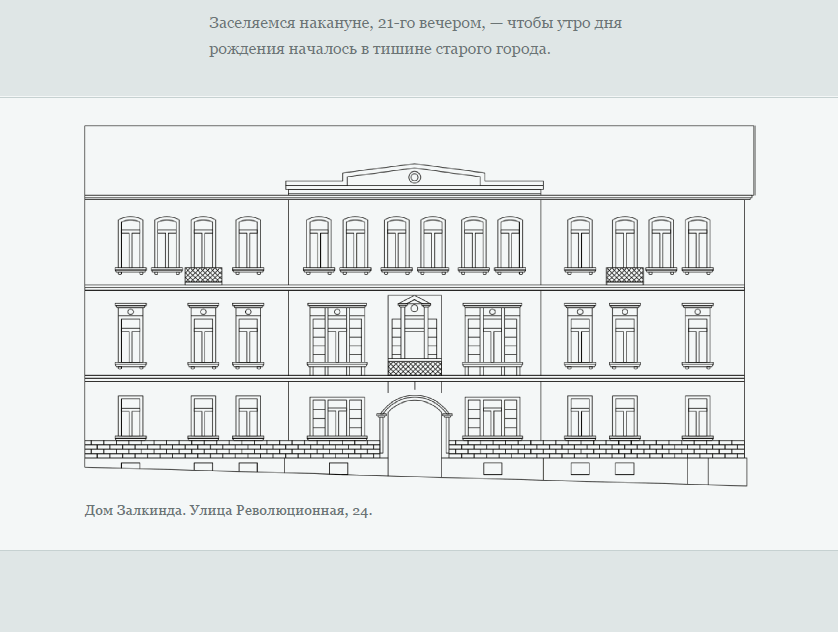 Заселяемся накануне, 21-го вечером, — чтобы утро дня
рождения началось в тишине старого города.
Дом Залкинда. Улица Революционная, 24.